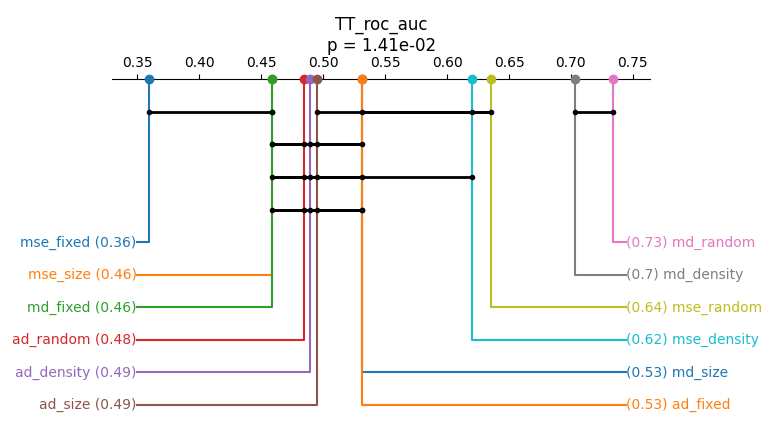 TT_roc_auc
p = 1.41e-02
0.35 0.40 0.45 0.50 0.55 0.60 0.65 0.70 0.75
mse_fixed (0.36) (0.73) md_random
mse_size (0.46) (0.7) md_density
md_fixed (0.46) (0.64) mse_random
ad_random (0.48) (0.62) mse_density
ad_density (0.49) (0.53) md_size
ad_size (0.49) (0.53) ad_fixed